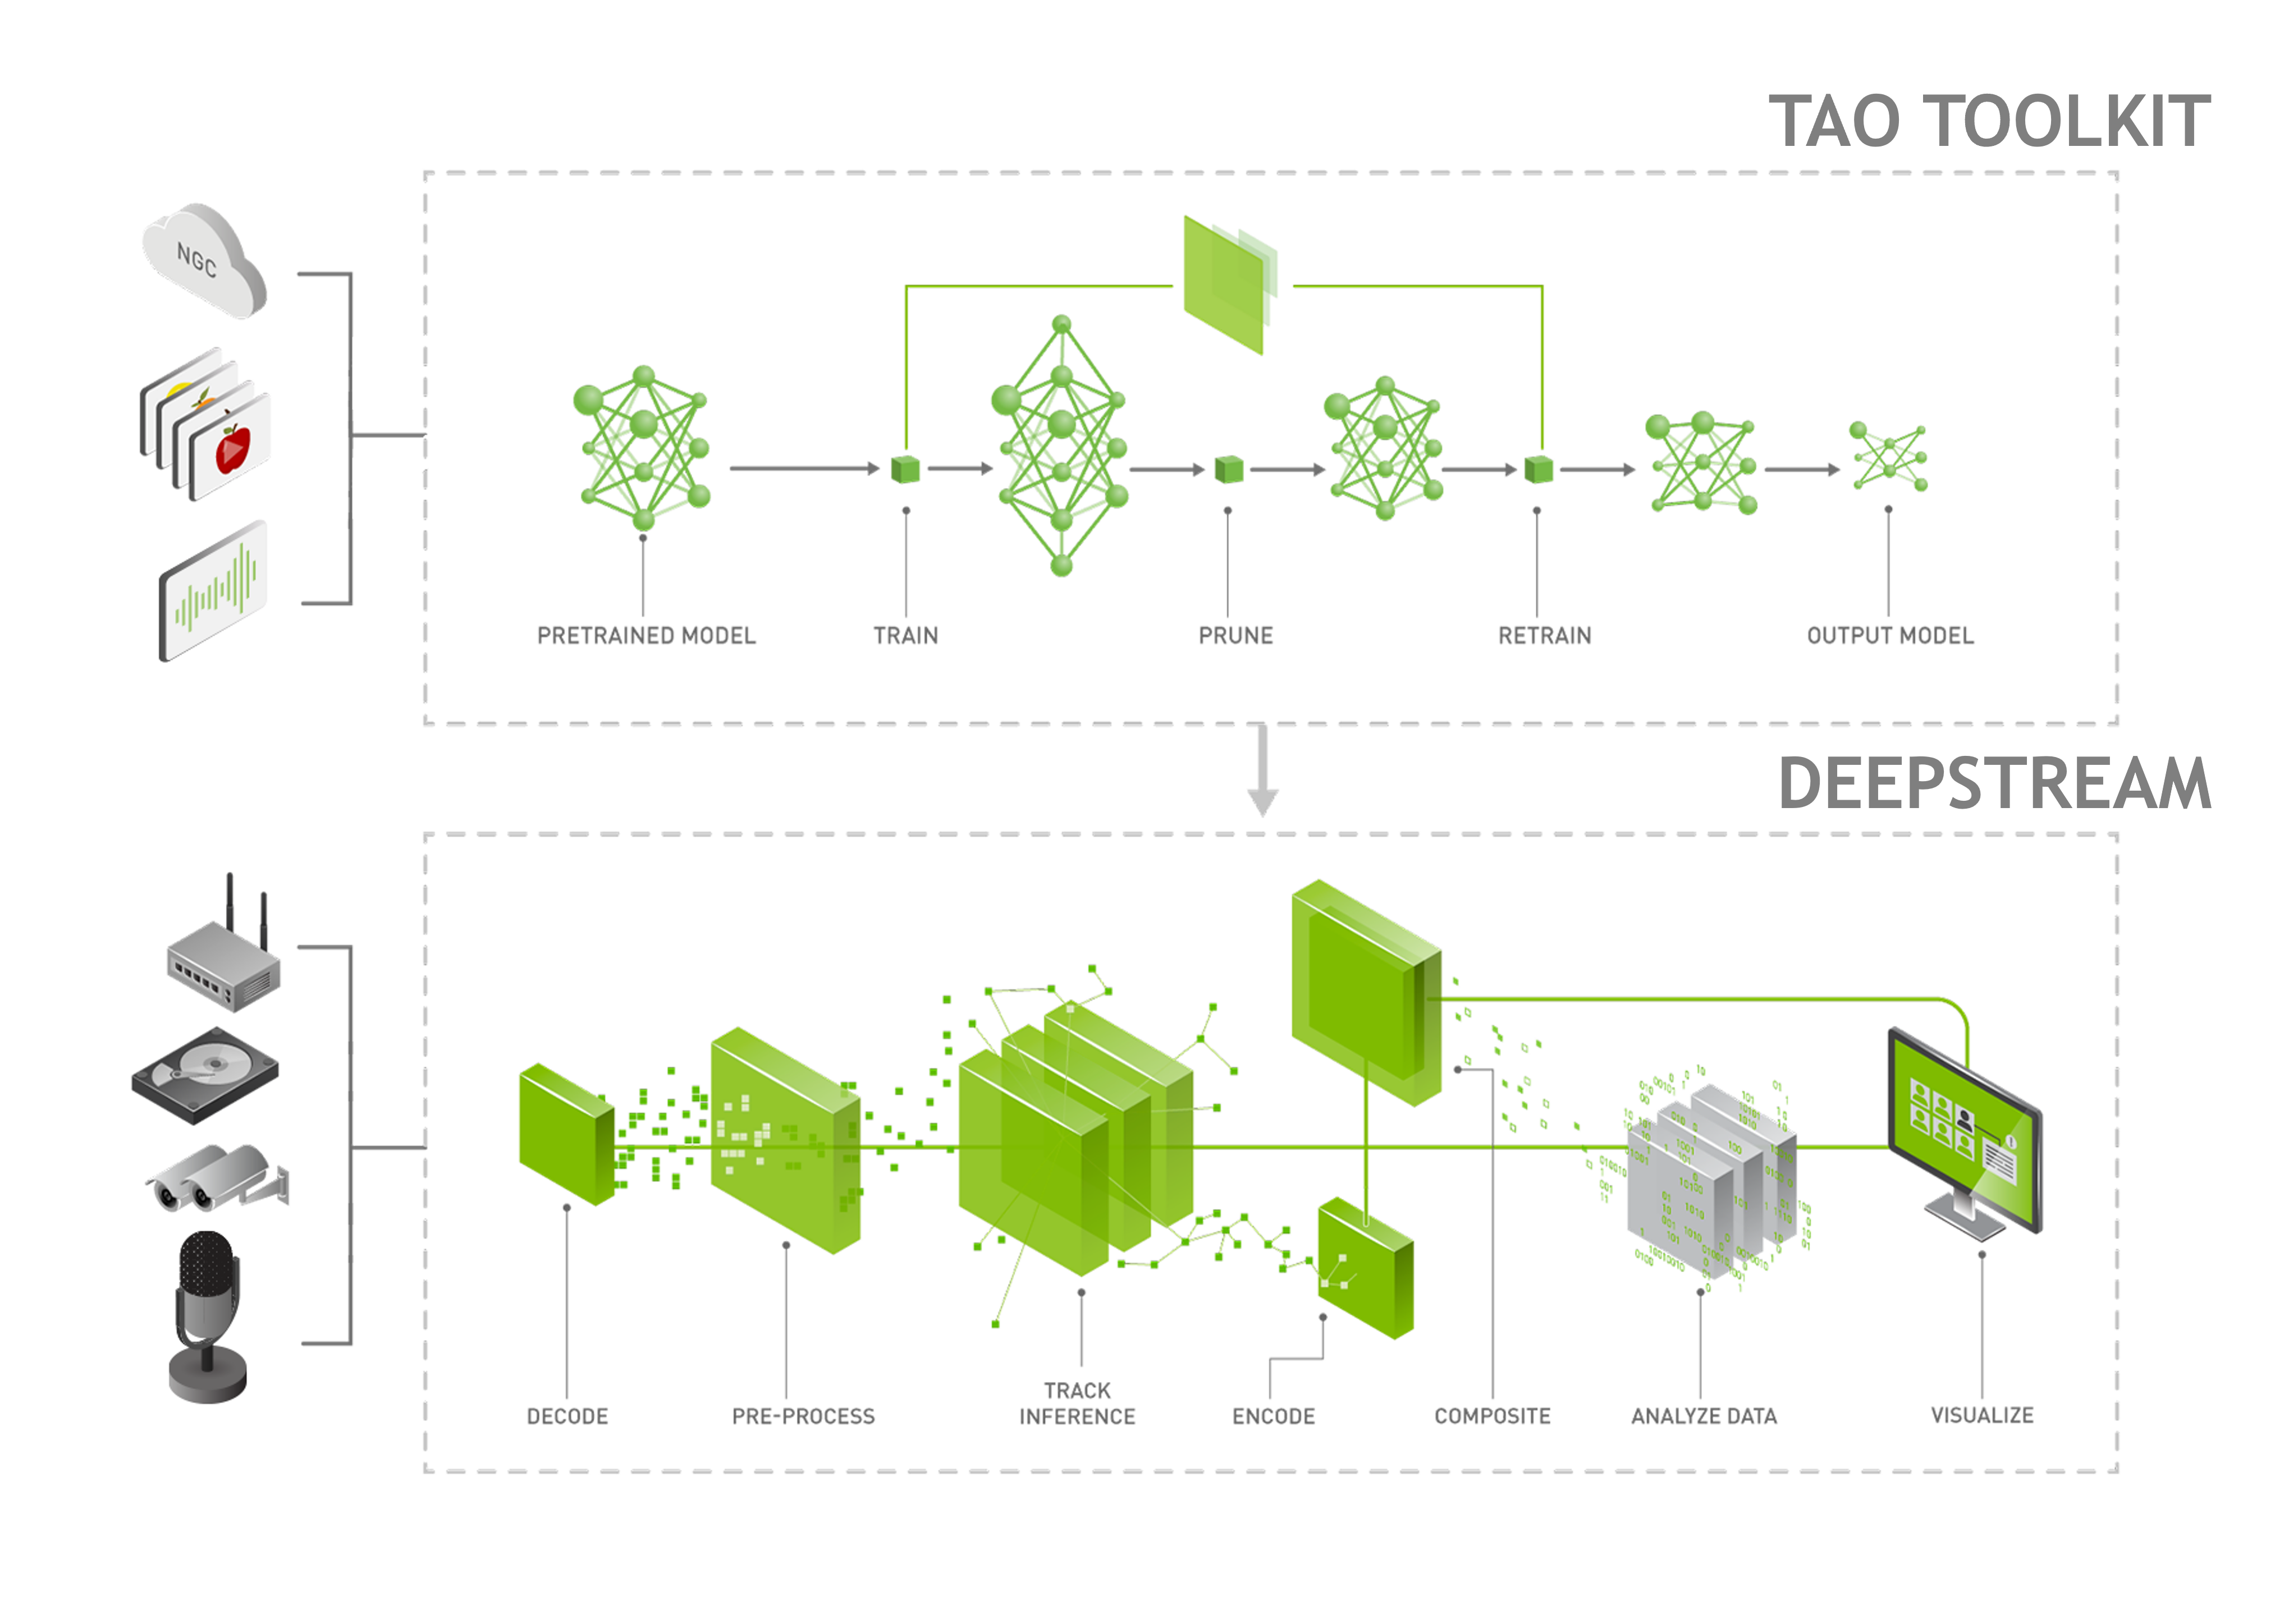 TAO TOOLKIT
NGC
PRETRAINED MODEL
TRAIN
PRUNE
RETRAIN
OUTPUT MODEL
DEEPSTREAM
DECODE
PRE-PROCESS
TRACK
INFERENCE
ENCODE
COMPOSITE
ANALYZE DATA
VISUALIZE